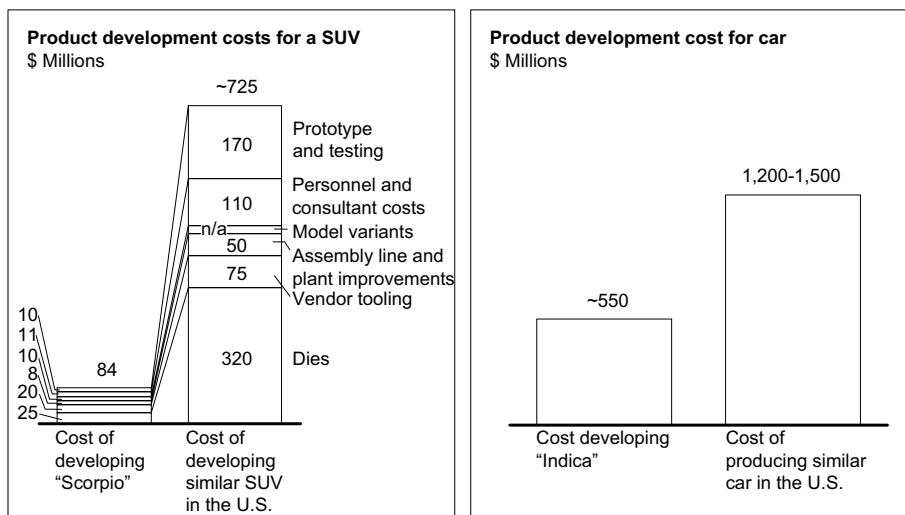 Product development costs for a SUV
$ Millions
~725
170
Prototype
and testing
110
Personnel and
consultant costs
n/a
Model variants
50
Assembly line and
plant improvements
75
Vendor tooling
320
Dies
10
11
10
8
20
25
84
Cost of
developing
“Scorpio”
Cost of
developing
similar SUV
in the U.S.
Product development cost for car
$ Millions
~550
1,200-1,500
Cost developing
“Indica”
Cost of
producing similar
car in the U.S.